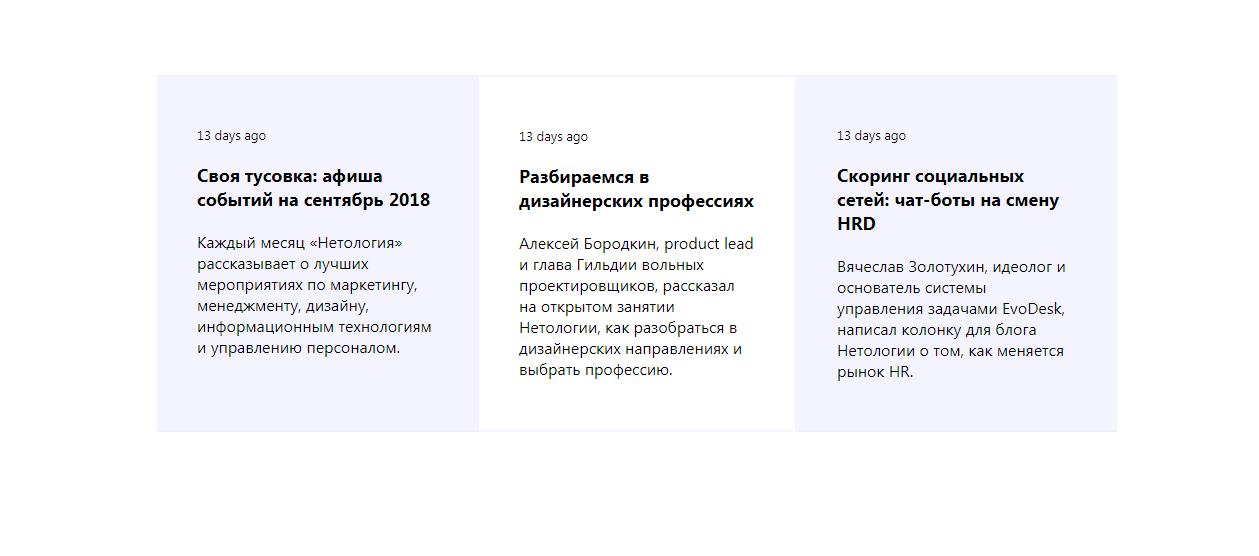 13 days ago
Своя тусовка: афиша
событий на сентябрь 2018
Каждый месяц «Нетология»
рассказывает о лучших
мероприятиях по маркетингу,
менеджменту, дизайну,
информационным технологиям
и управлению персоналом.
13 days ago
Разбираемся в
дизайнерских профессиях
Алексей Бородкин, product lead
и глава Гильдии вольных
проектировщиков, рассказал
на открытом занятии
Нетологии, как разобраться в
дизайнерских направлениях и
выбрать профессию.
13 days ago
Скоринг социальных
сетей: чат-боты на смену
HRD
Вячеслав Золотухин, идеолог и
основатель системы
управления задачами EvoDesk,
написал колонку для блога
Нетологии о том, как меняется
рынок HR.